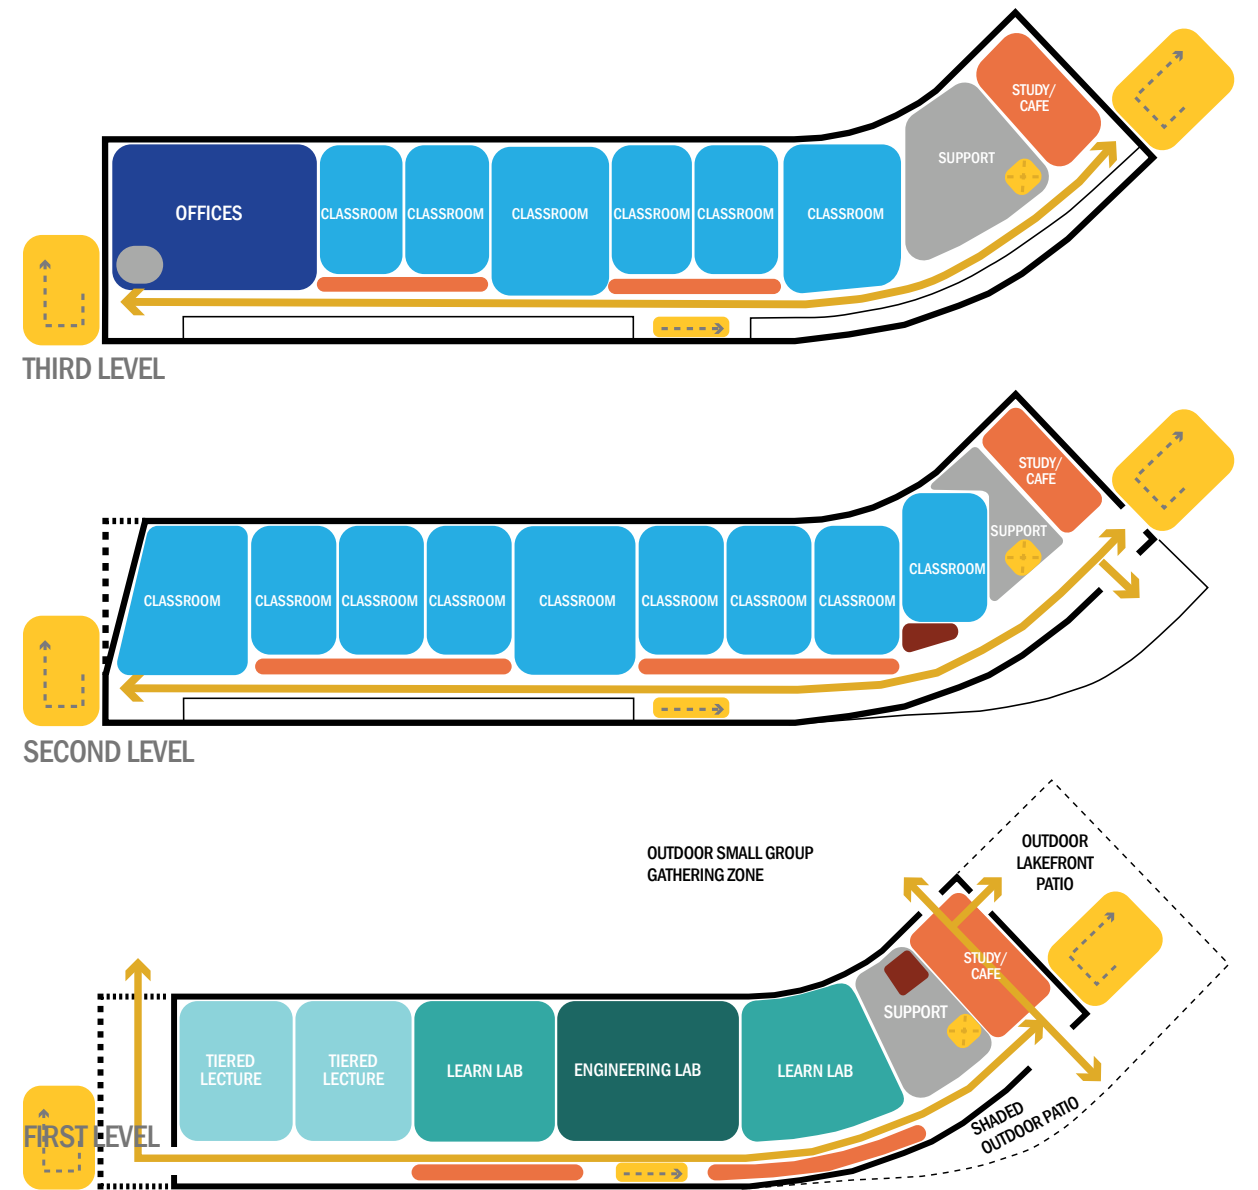 STUDY/
CAFE
SUPPORT
OFFICES
CLASSROOM
CLASSROOM
CLASSROOM
CLASSROOM
CLASSROOM
CLASSROOM
THIRD LEVEL
STUDY/
CAFE
SUPPORT
CLASSROOM
CLASSROOM
CLASSROOM
CLASSROOM
CLASSROOM
CLASSROOM
CLASSROOM
CLASSROOM
CLASSROOM
SECOND LEVEL
OUTDOOR SMALL GROUP
GATHERING ZONE
OUTDOOR
LAKEFRONT
PATIO
STUDY/
CAFE
SUPPORT
TIERED
LECTURE
TIERED
LECTURE
LEARN LAB
ENGINEERING LAB
LEARN LAB
SHADED
OUTDOOR PATIO
FIRST LEVEL